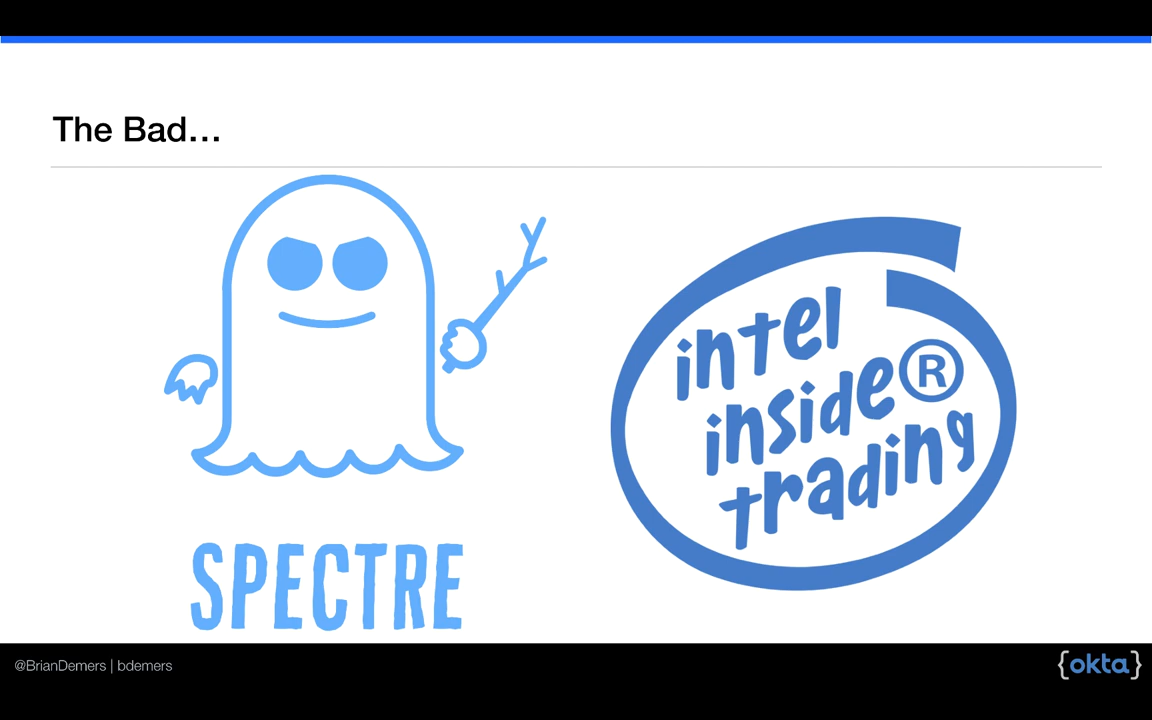 The Bad…
SPECTRE
intel
inside®
trading
@BrianDemers | bdemers
{okta}